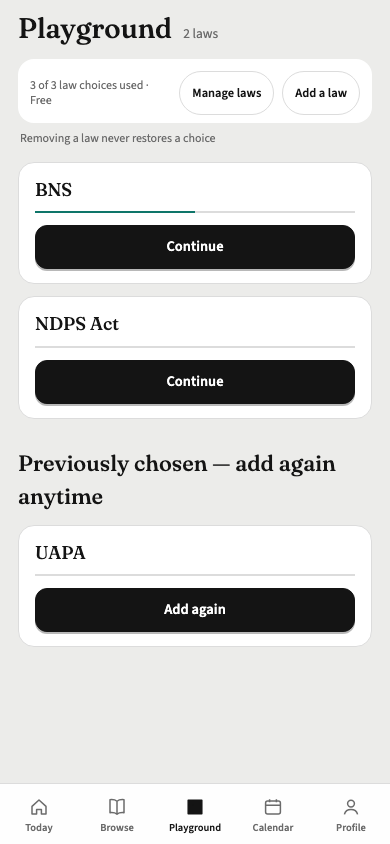 Playground 2 laws
3 of 3 law choices used ·
Free
Manage laws
Add a law
Removing a law never restores a choice
BNS
Continue
NDPS Act
Continue
Previously chosen — add again
anytime
UAPA
Add again
Today Browse Playground Calendar Profile